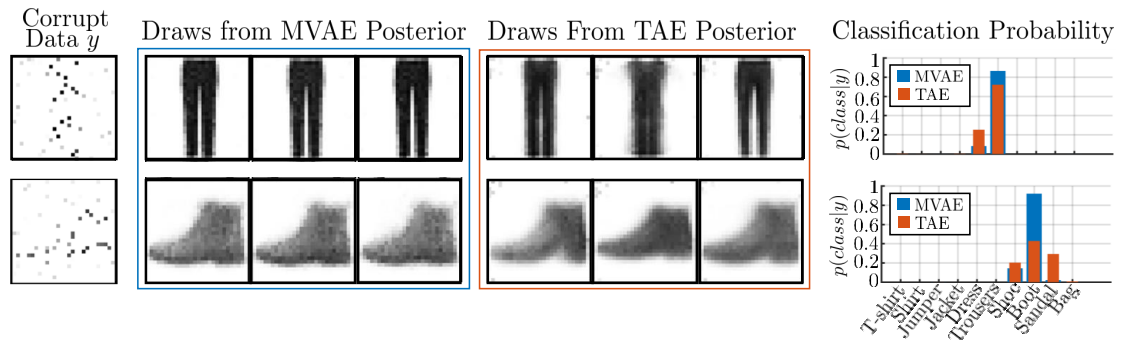 Corrupt
Data y
Draws from MVAE Posterior
Draws From TAE Posterior
Classification Probability
p(class|y)
1
0.8
0.6
0.4
0.2
0
MVAE
TAE
p(class|y)
1
0.8
0.6
0.4
0.2
0
MVAE
TAE
T-shirt
Shirt
Jumper
Jacket
Dress
Trousers
Shoe
Boot
Sandal
Bag